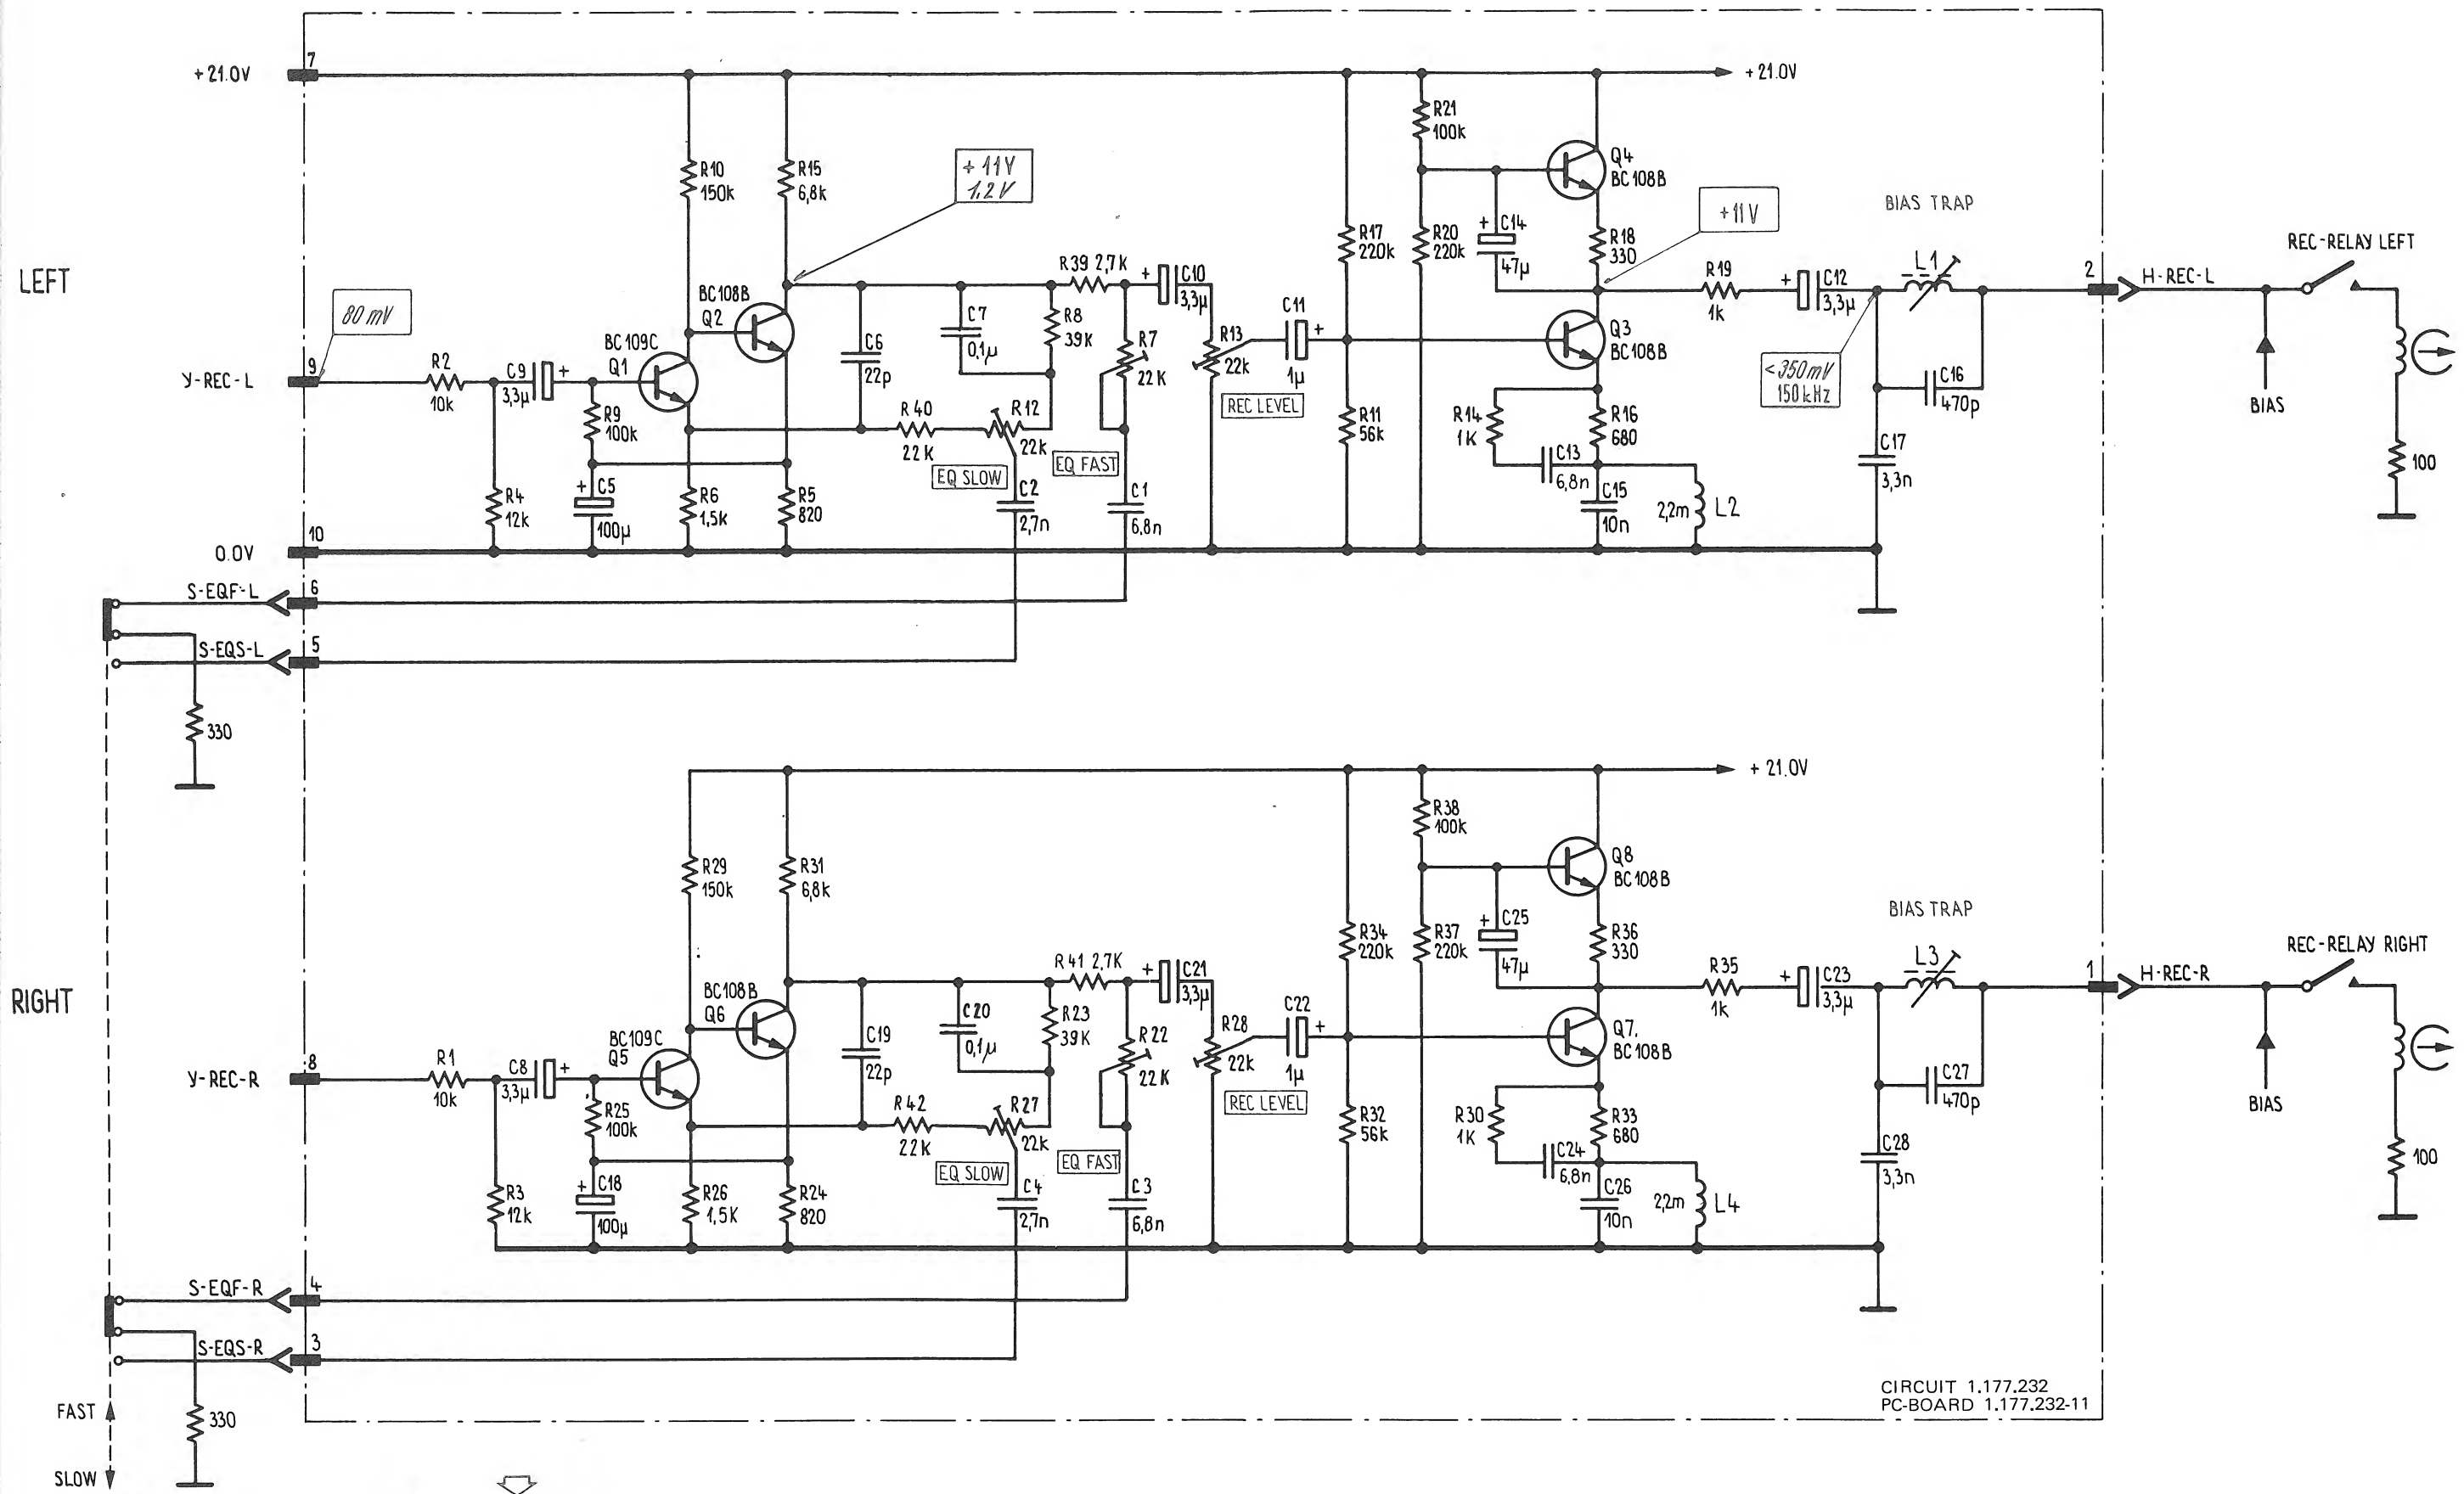 +21.0V
7
+21.0V
R10
150k
R15
6,8k
+11V
1,2V
R21
100k
Q4
BC108B
R17
220k
R20
220k
+ C14
47µ
R18
330
+11V
BIAS TRAP
L1
REC-RELAY LEFT
LEFT
80 mV
BC108B
Q2
BC109C
Q1
C6
22p
C7
0,1µ
R39 2,7K
R8
39K
R7
22K
+ C10
3,3µ
R13
22k
C11
+
1µ
REC LEVEL
Q3
BC108B
R19
1k
+ C12
3,3µ
2
H-REC-L
<350mV
150kHz
C16
470p
BIAS
Y-REC-L
9
R2
10k
C9
+
3,3µ
R9
100k
R40
22K
R12
22k
EQ SLOW
EQ FAST
R11
56k
R14
1K
R16
680
C13
6,8n
C15
10n
2,2m
L2
C17
3,3n
100
R4
12k
+ C5
100µ
R6
1,5K
R5
820
C2
2,7n
C1
6,8n
0.0V
10
S-EQF-L
6
S-EQS-L
5
330
+21.0V
R29
150k
R31
6,8k
R38
100k
Q8
BC108B
R34
220k
R37
220k
+ C25
47µ
R36
330
BIAS TRAP
L3
REC-RELAY RIGHT
RIGHT
BC108B
Q6
BC109C
Q5
C19
22p
C20
0,1µ
R41 2,7K
R23
39K
R22
22K
+ C21
3,3µ
R28
22k
C22
+
1µ
REC LEVEL
Q7.
BC108B
R35
1k
+ C23
3,3µ
1
H-REC-R
C27
470p
BIAS
Y-REC-R
8
R1
10k
C8
+
3,3µ
R25
100k
R42
22K
R27
22k
EQ SLOW
EQ FAST
R32
56k
R30
1K
R33
680
C24
6,8n
C26
10n
2,2m
L4
C28
3,3n
100
R3
12k
+ C18
100µ
R26
1,5K
R24
820
C4
2,7n
C3
6,8n
S-EQF-R
4
S-EQS-R
3
FAST
330
SLOW
CIRCUIT 1.177.232
PC-BOARD 1.177.232-11